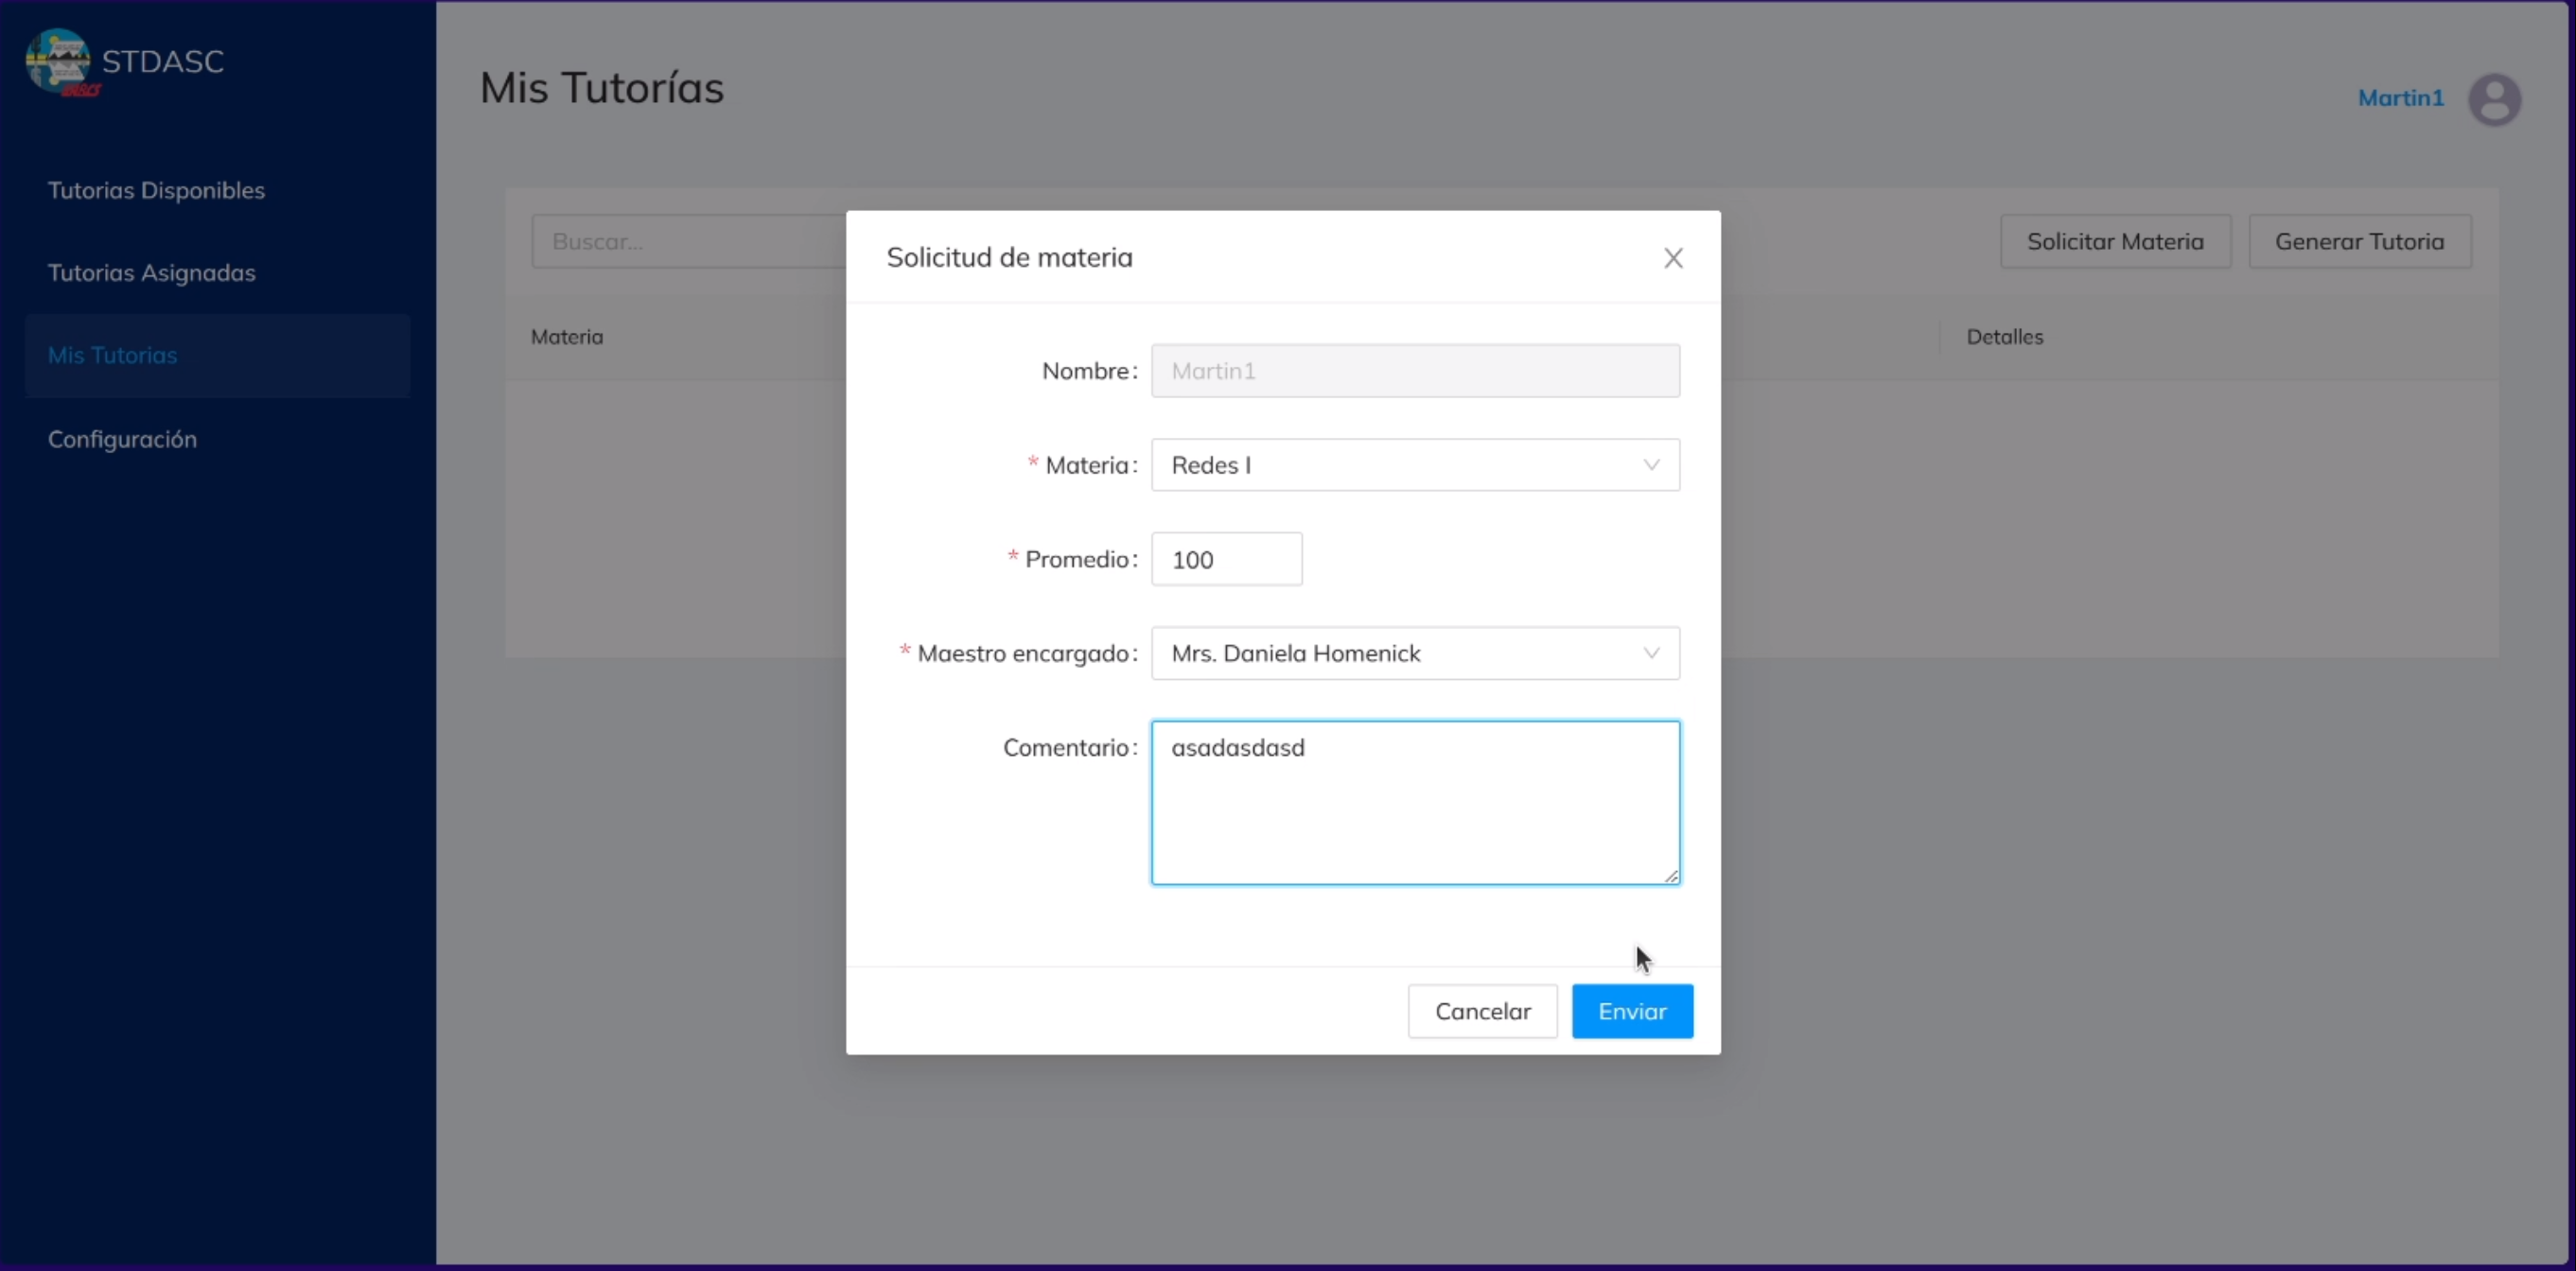 STDASC
Tutorias Disponibles
Tutorias Asignadas
Mis Tutorias
Configuración
Mis Tutorías
Martin1
Buscar...
Solicitar Materia
Generar Tutoria
Materia
Detalles
Solicitud de materia
Nombre: Martin1
* Materia: Redes I
* Promedio: 100
* Maestro encargado: Mrs. Daniela Homenick
Comentario: asadasdasd
Cancelar
Enviar